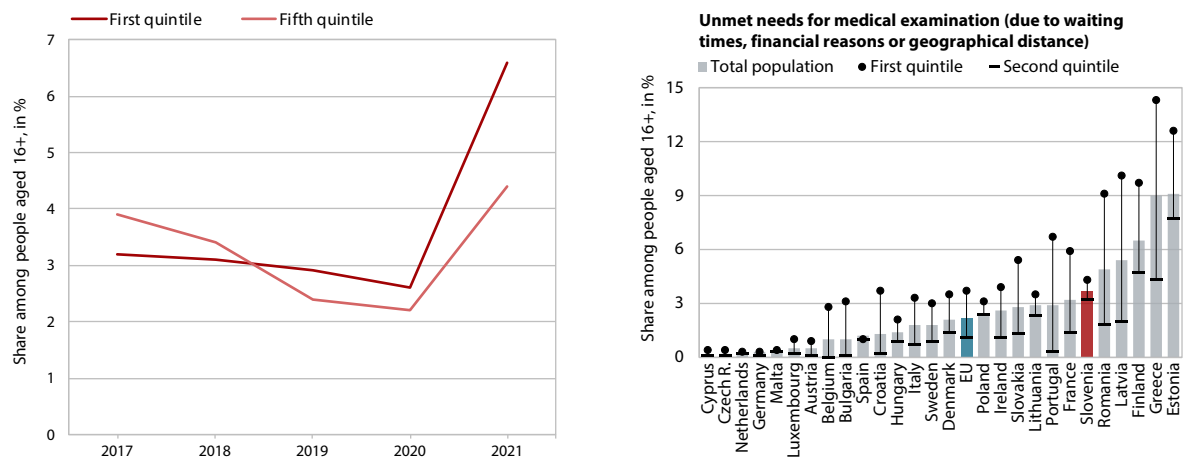 First quintile
Fifth quintile
Share among people aged 16+, in %
7
6
5
4
3
2
1
0
2017
2018
2019
2020
2021
Unmet needs for medical examination (due to waiting
times, financial reasons or geographical distance)
Total population
First quintile
Second quintile
Share among people aged 16+, in %
15
12
9
6
3
0
Cyprus
Czech R.
Netherlands
Germany
Malta
Luxembourg
Austria
Belgium
Bulgaria
Spain
Croatia
Hungary
Italy
Sweden
Denmark
EU
Poland
Ireland
Slovakia
Lithuania
Portugal
France
Slovenia
Romania
Latvia
Finland
Greece
Estonia